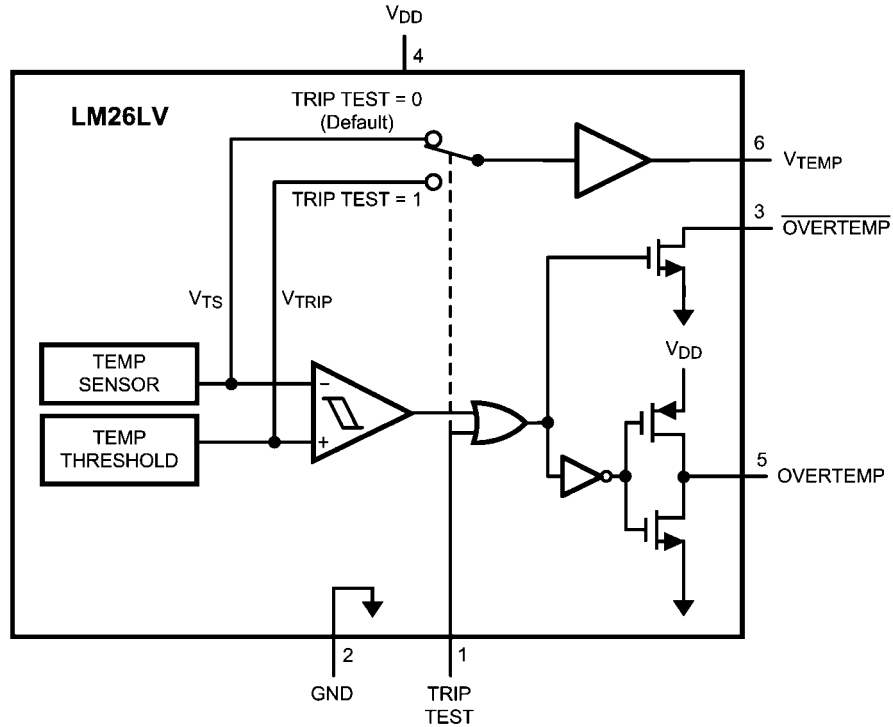 VDD
4
LM26LV
TRIP TEST = 0
(Default)
6
VTEMP
TRIP TEST = 1
3
OVERTEMP
VTS
VTRIP
VDD
TEMP
SENSOR
−
TEMP
THRESHOLD
+
5
OVERTEMP
2
1
GND
TRIP
TEST